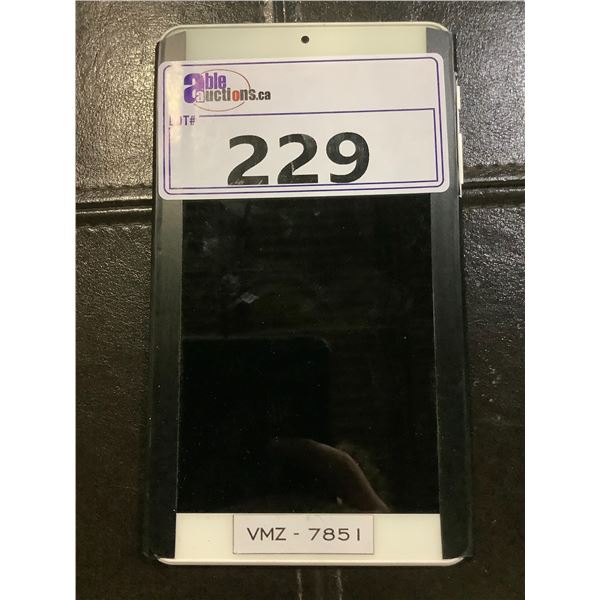 able
auctions.ca
LOT#
229
VMZ - 7851